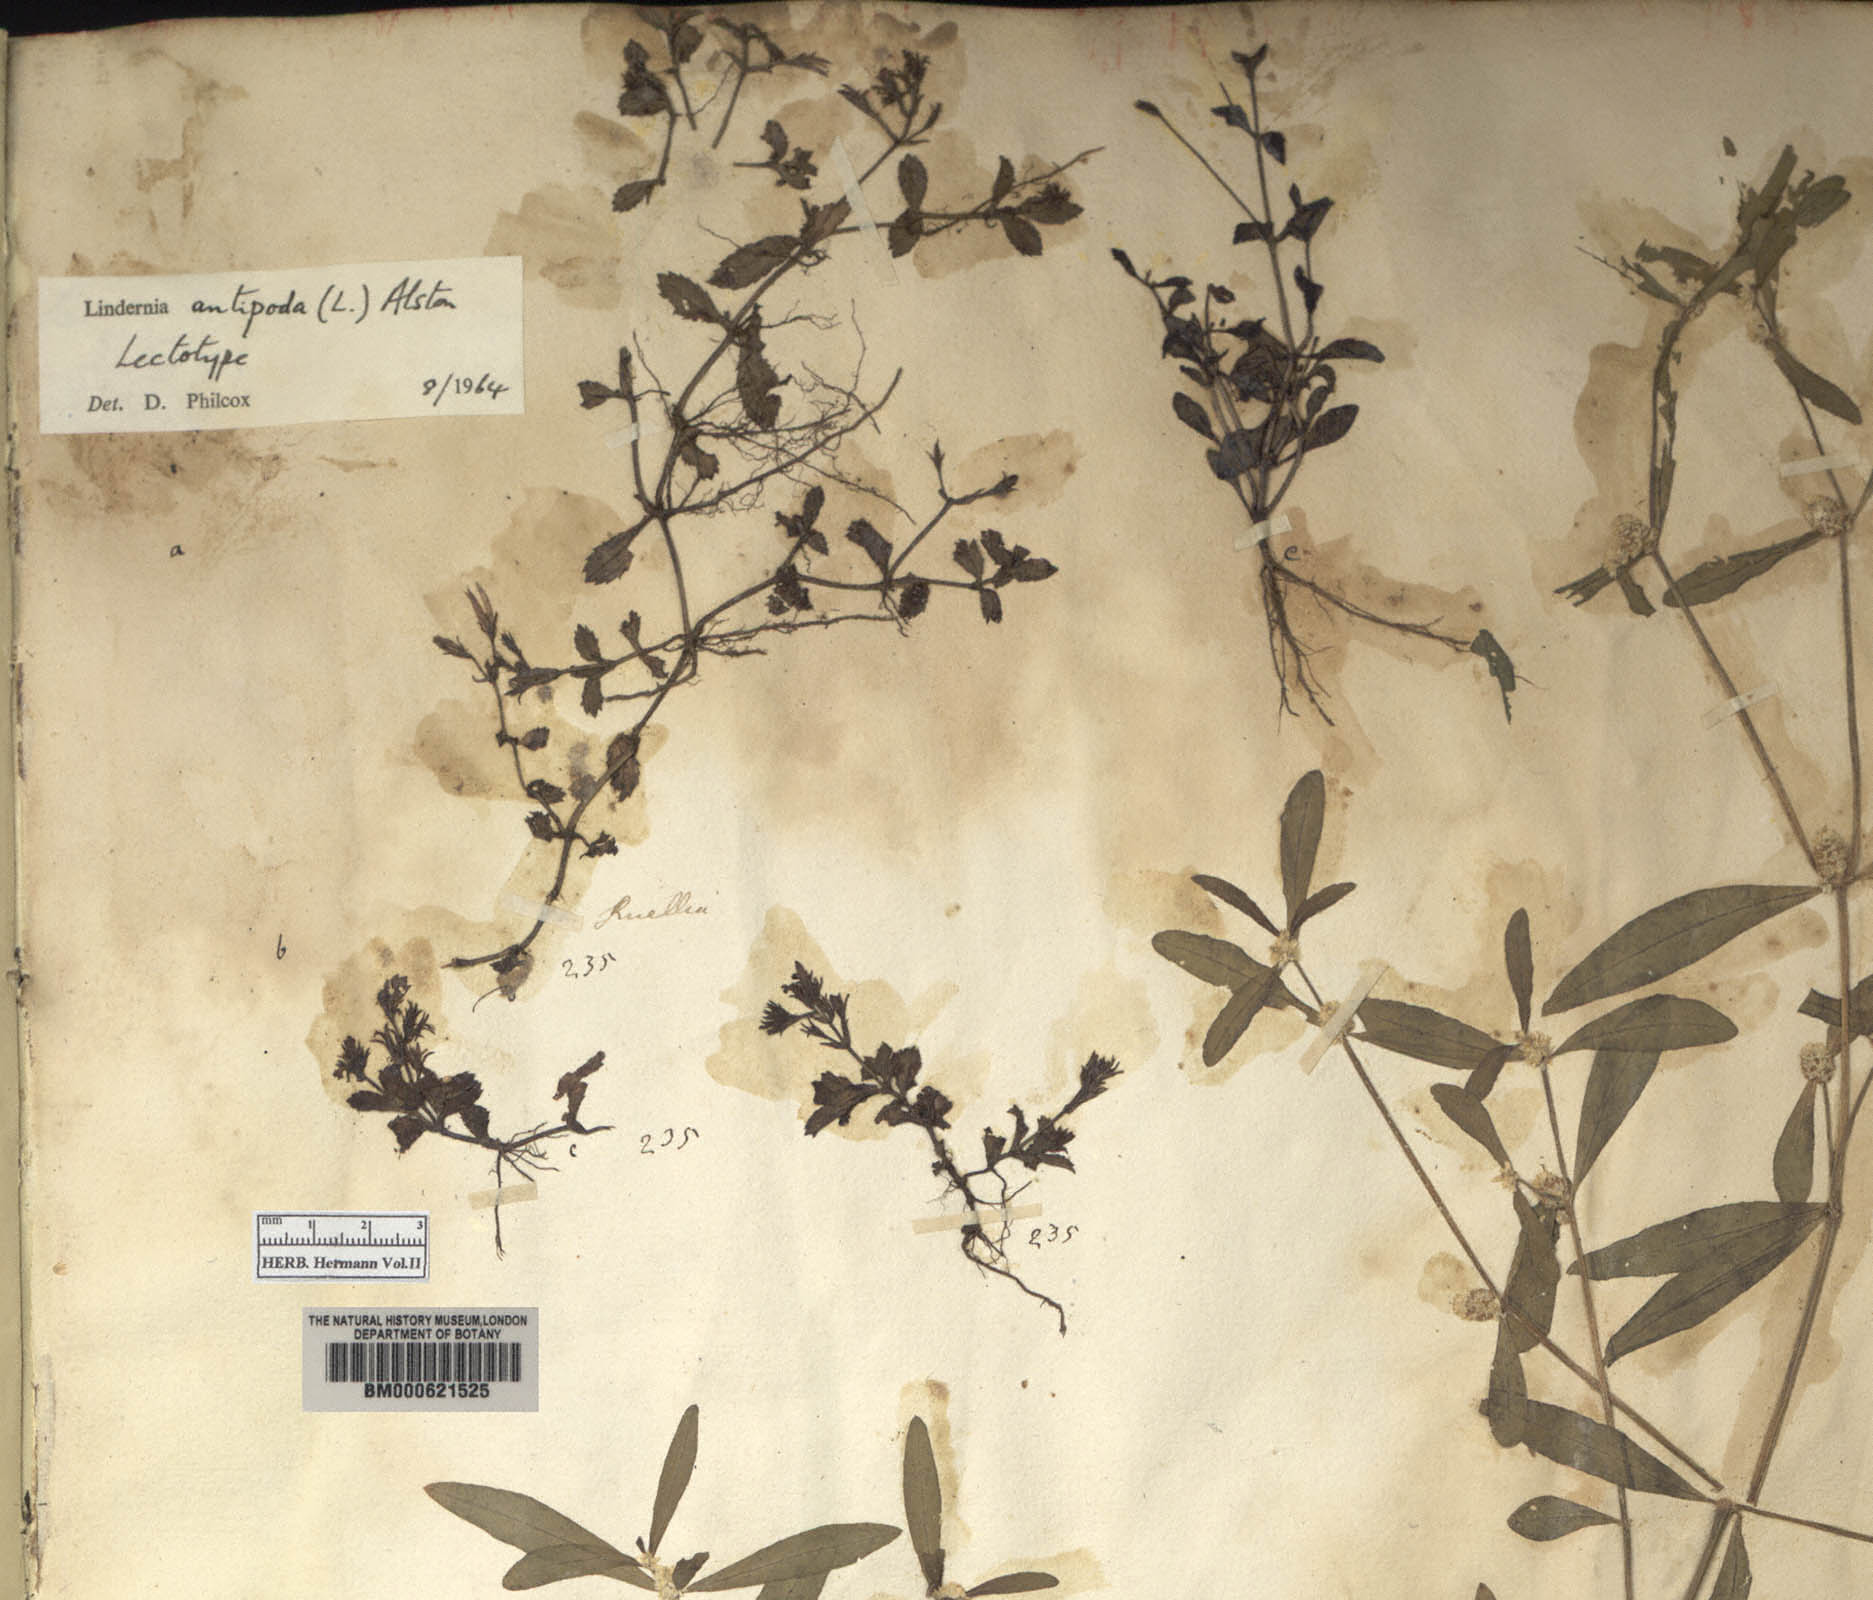 Lindernia antipoda (L.) Alston
Lectotype
Det. D. Philcox 8/1964
a
e
b
Ruellia
235
c
235
235
mm 1 2 3
HERB. Hermann Vol.II
THE NATURAL HISTORY MUSEUM,LONDON
DEPARTMENT OF BOTANY
BM000621525